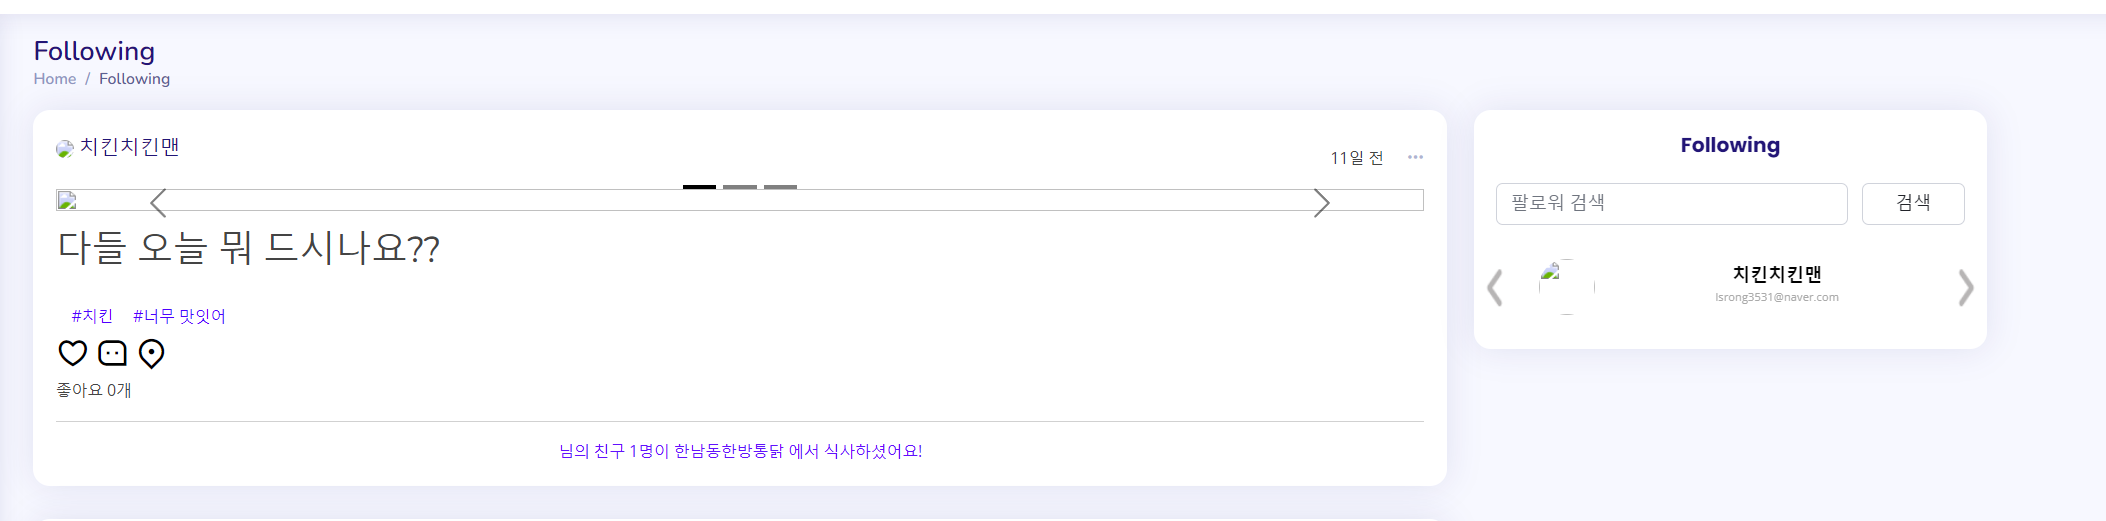 Following
Home / Following
치킨치킨맨
11일 전
다들 오늘 뭐 드시나요??
#치킨 #너무 맛잇어
좋아요 0개
님의 친구 1명이 한남동한방통닭 에서 식사하셨어요!
Following
팔로워 검색 검색
치킨치킨맨
lsrong3531@naver.com